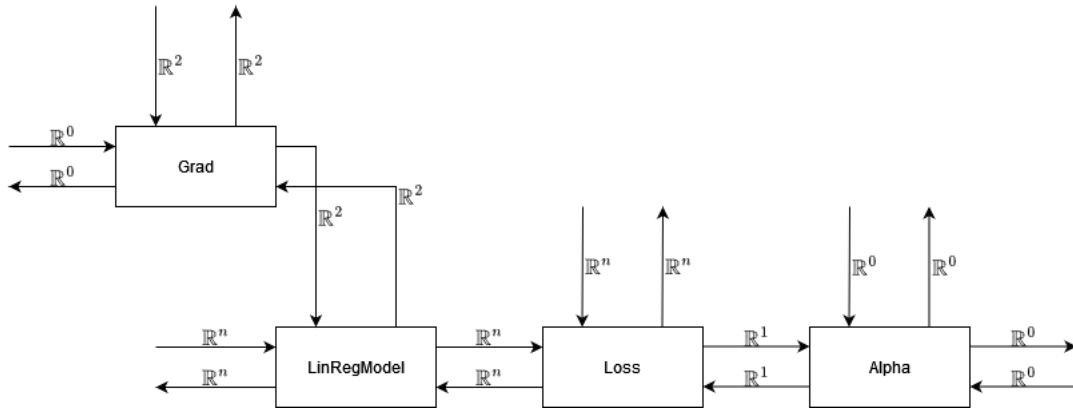 ℝ² ℝ²
ℝ⁰
Grad
ℝ⁰
ℝ²
ℝ²
ℝⁿ ℝⁿ ℝ⁰ ℝ⁰
ℝⁿ ℝⁿ ℝ¹ ℝ⁰
LinRegModel Loss Alpha
ℝⁿ ℝⁿ ℝ¹ ℝ⁰